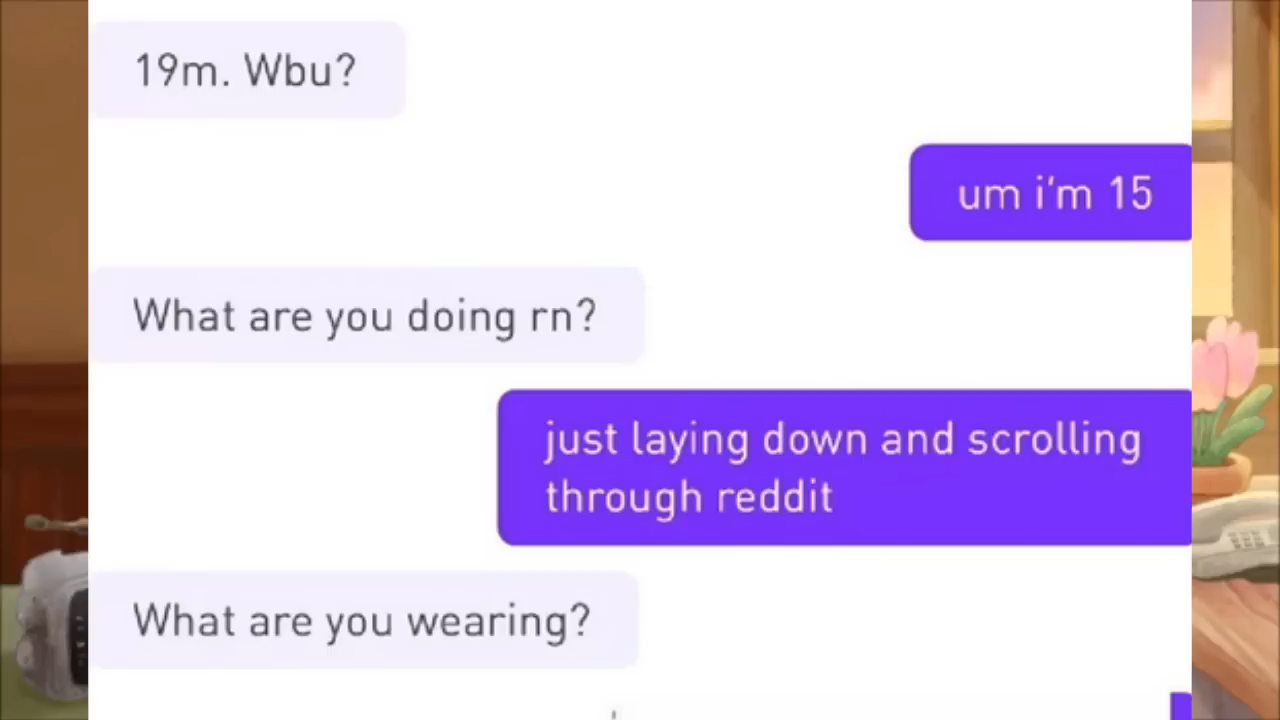 19m. Wbu?
um i'm 15
What are you doing rn?
just laying down and scrolling
through reddit
What are you wearing?